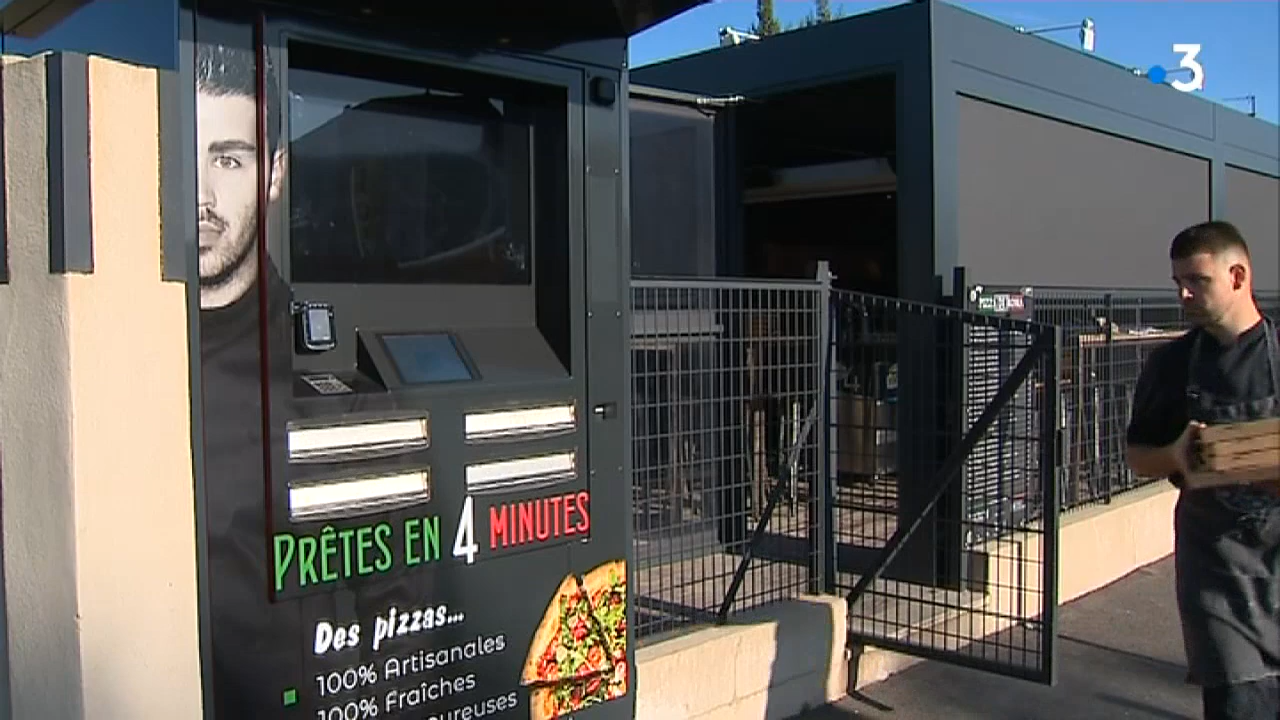 3
PRÊTES EN 4 MINUTES
Des pizzas...
100% Artisanales
100% Fraîches